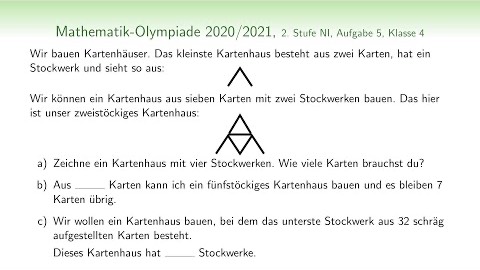 Mathematik-Olympiade 2020/2021, 2. Stufe NI, Aufgabe 5, Klasse 4
Wir bauen Kartenhäuser. Das kleinste Kartenhaus besteht aus zwei Karten, hat ein
Stockwerk und sieht so aus:
Wir können ein Kartenhaus aus sieben Karten mit zwei Stockwerken bauen. Das hier
ist unser zweistöckiges Kartenhaus:
a) Zeichne ein Kartenhaus mit vier Stockwerken. Wie viele Karten brauchst du?
b) Aus _____ Karten kann ich ein fünfstöckiges Kartenhaus bauen und es bleiben 7
Karten übrig.
c) Wir wollen ein Kartenhaus bauen, bei dem das unterste Stockwerk aus 32 schräg
aufgestellten Karten besteht.
Dieses Kartenhaus hat _____ Stockwerke.